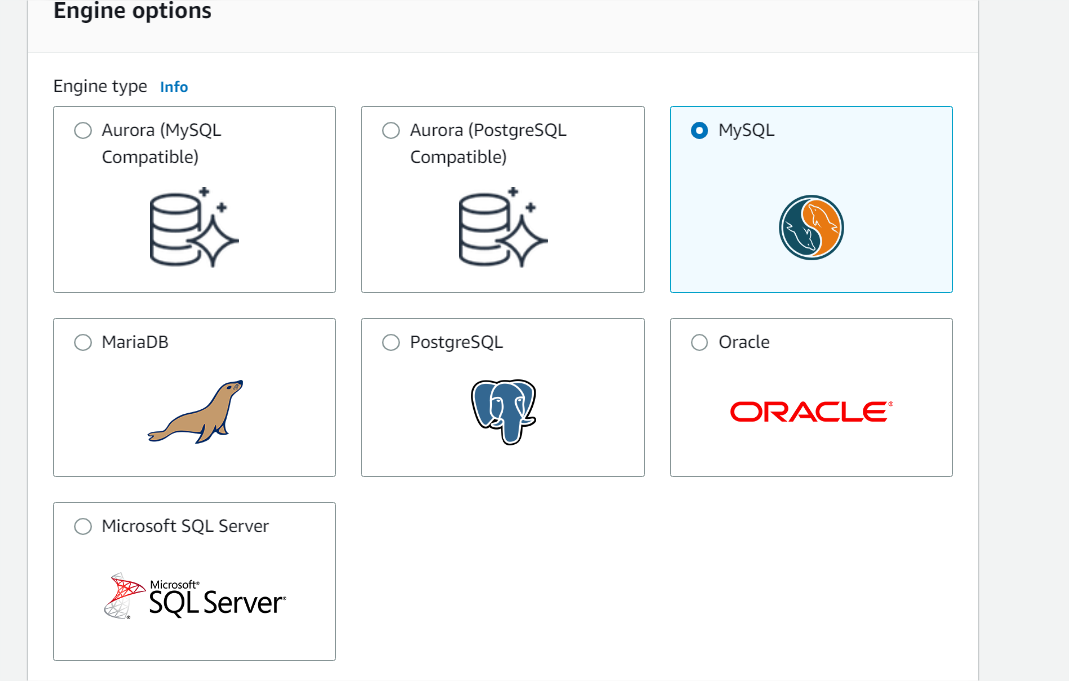 Engine options
Engine type Info
Aurora (MySQL
Compatible)
Aurora (PostgreSQL
Compatible)
MySQL
MariaDB
PostgreSQL
Oracle
ORACLE®
Microsoft SQL Server
Microsoft®
SQL Server®